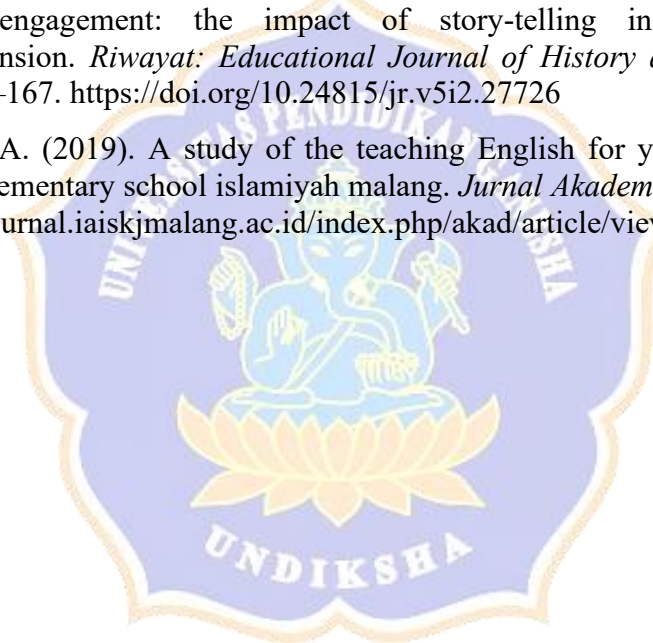 engagement: the impact of story-telling in
nsion. Riwayat: Educational Journal of History
–167. https://doi.org/10.24815/jr.v5i2.27726
A. (2019). A study of the teaching English for y
ementary school islamiyah malang. Jurnal Akadem
urnal.iaiskjmalang.ac.id/index.php/akad/article/vie
UNIVERSITAS PENDIDIKAN GANESHA
UNDIKSHA